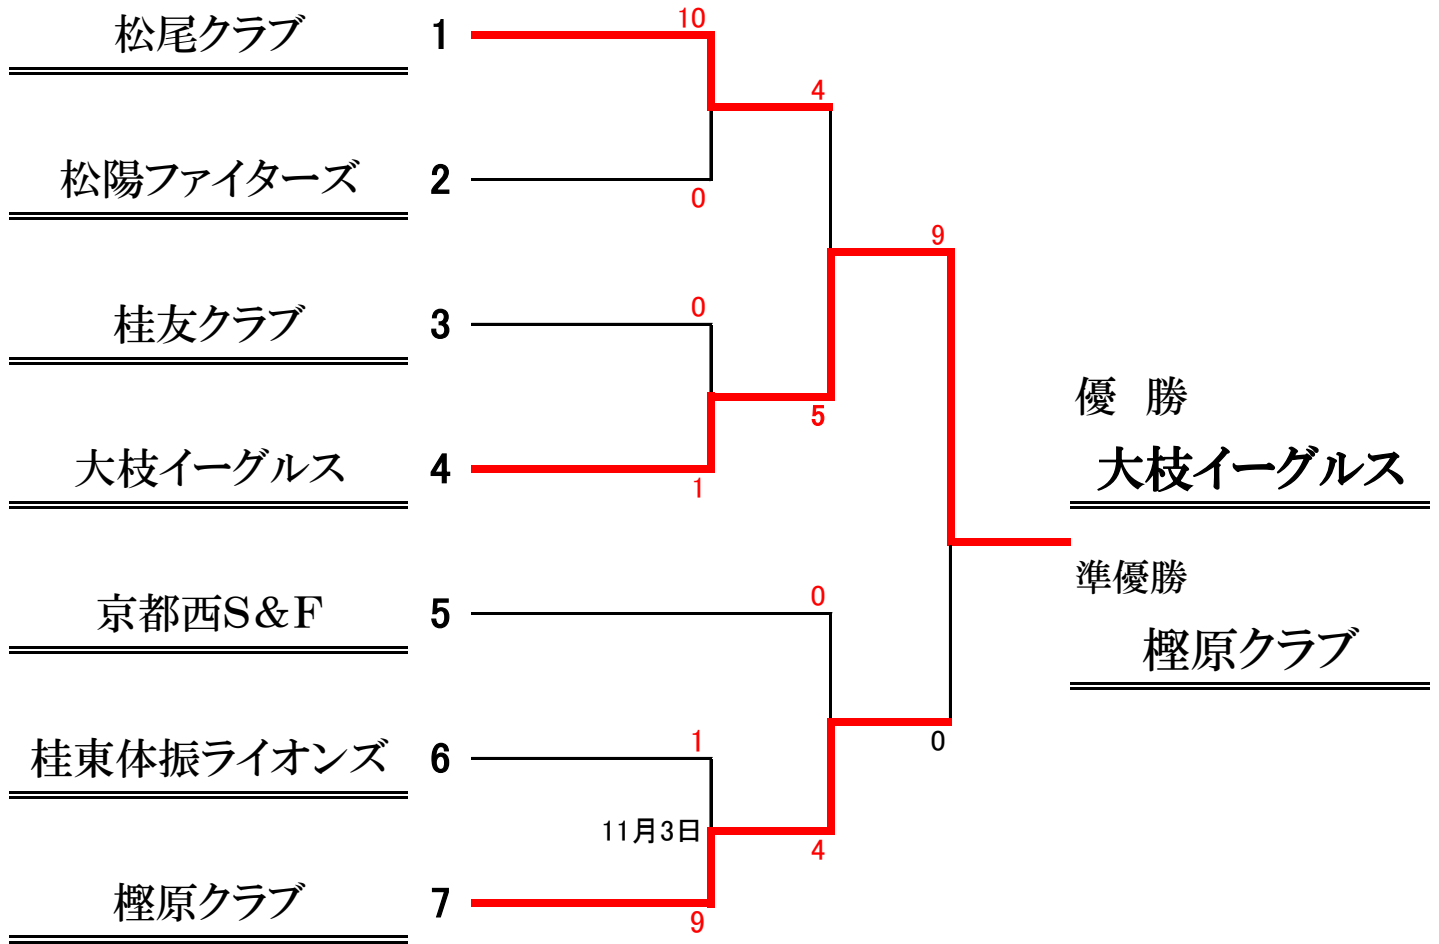 松尾クラブ 1 10
4
松陽ファイターズ 2 0
9
桂友クラブ 3 0
優　勝
5
大枝イーグルス 4 1
大枝イーグルス
準優勝
京都西S&F 5 0
樫原クラブ
桂東体振ライオンズ 6 1
0
11月3日
4
樫原クラブ 7 9